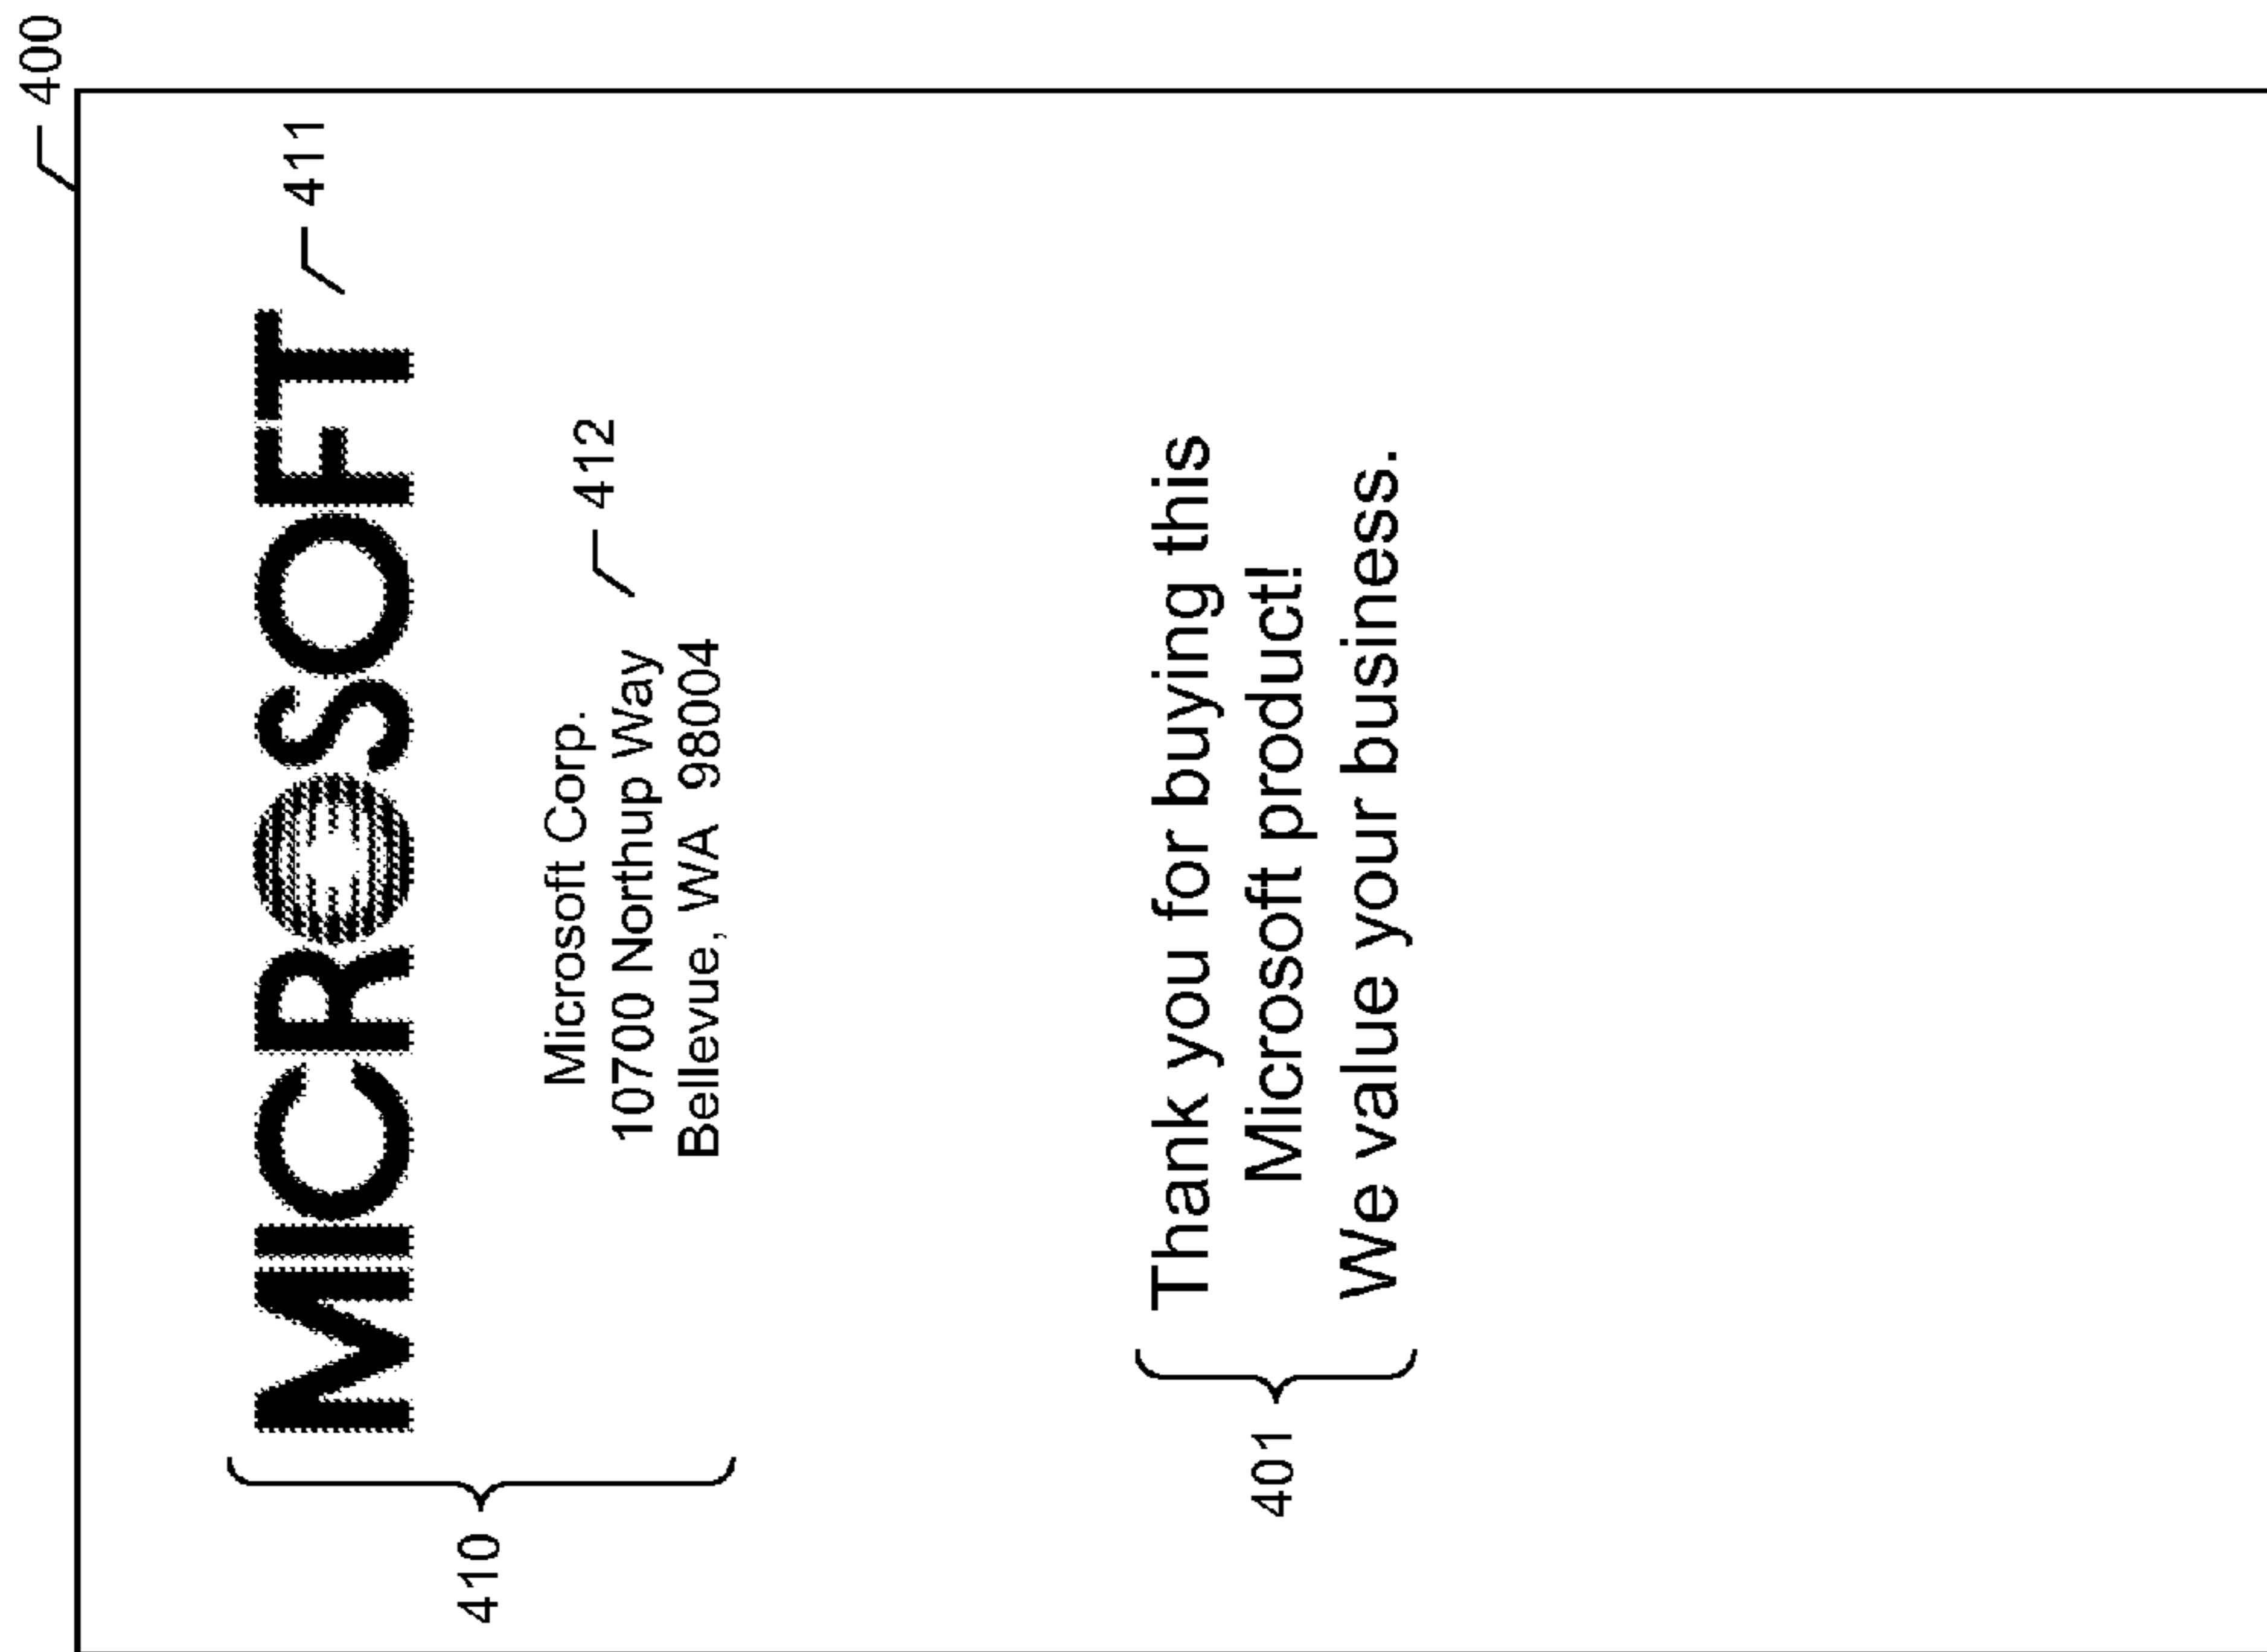 400
MICROSOFT
411
410
Microsoft Corp.
10700 Northup Way
412
Bellevue, WA 98004
Thank you for buying this
401
Microsoft product!
We value your business.